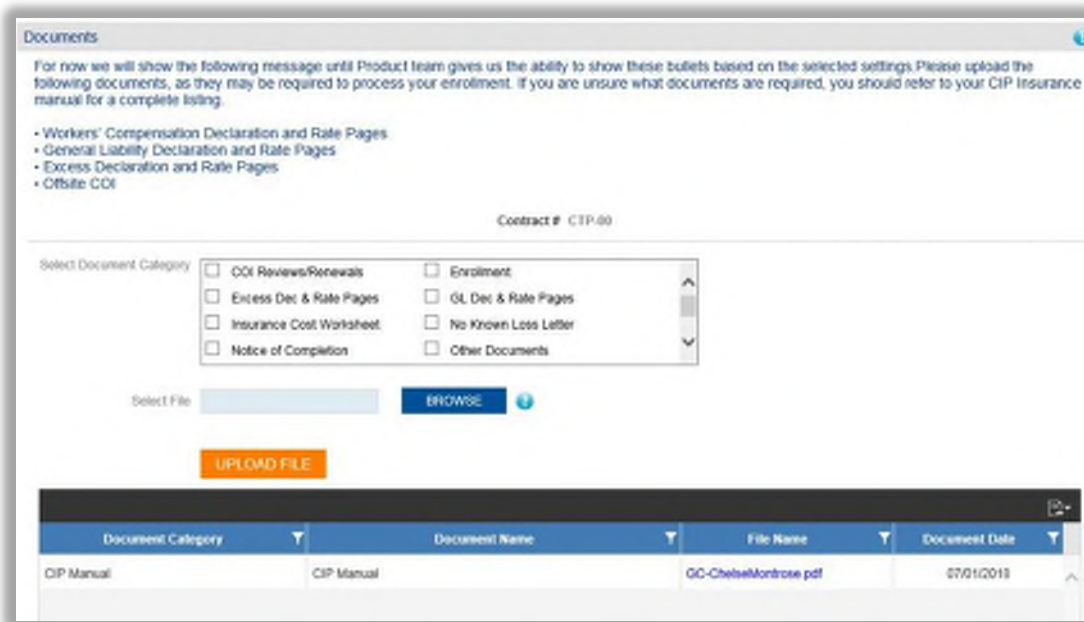 Documents
For now we will show the following message until Product team gives us the ability to show these bullets based on the selected settings.Please upload the
following documents, as they may be required to process your enrollment. If you are unsure what documents are required, you should refer to your CIP Insurance
manual for a complete listing.
• Workers' Compensation Declaration and Rate Pages
• General Liability Declaration and Rate Pages
• Excess Declaration and Rate Pages
• Offsite COI
Contract # CTP-00
Select Document Category
COI Reviews/Renewals Enrollment
Excess Dec & Rate Pages GL Dec & Rate Pages
Insurance Cost Worksheet No Known Loss Letter
Notice of Completion Other Documents
Select File BROWSE ?
UPLOAD FILE
Document Category Document Name File Name Document Date
CIP Manual CIP Manual GC-ChelseMontrose.pdf 07/01/2018